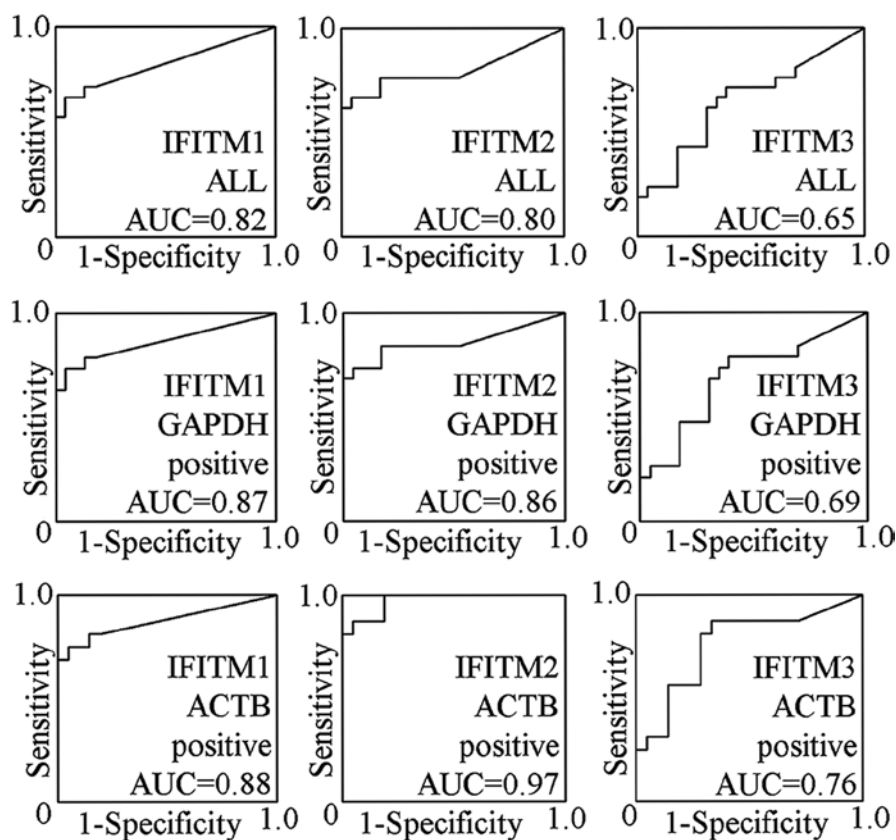 1.0
Sensitivity
IFITM1
ALL
AUC=0.82
0
1-Specificity
1.0
1.0
Sensitivity
IFITM2
ALL
AUC=0.80
0
1-Specificity
1.0
1.0
Sensitivity
IFITM3
ALL
AUC=0.65
0
1-Specificity
1.0
1.0
Sensitivity
IFITM1
GAPDH
positive
AUC=0.87
0
1-Specificity
1.0
1.0
Sensitivity
IFITM2
GAPDH
positive
AUC=0.86
0
1-Specificity
1.0
1.0
Sensitivity
IFITM3
GAPDH
positive
AUC=0.69
0
1-Specificity
1.0
1.0
Sensitivity
IFITM1
ACTB
positive
AUC=0.88
0
1-Specificity
1.0
1.0
Sensitivity
IFITM2
ACTB
positive
AUC=0.97
0
1-Specificity
1.0
1.0
Sensitivity
IFITM3
ACTB
positive
AUC=0.76
0
1-Specificity
1.0